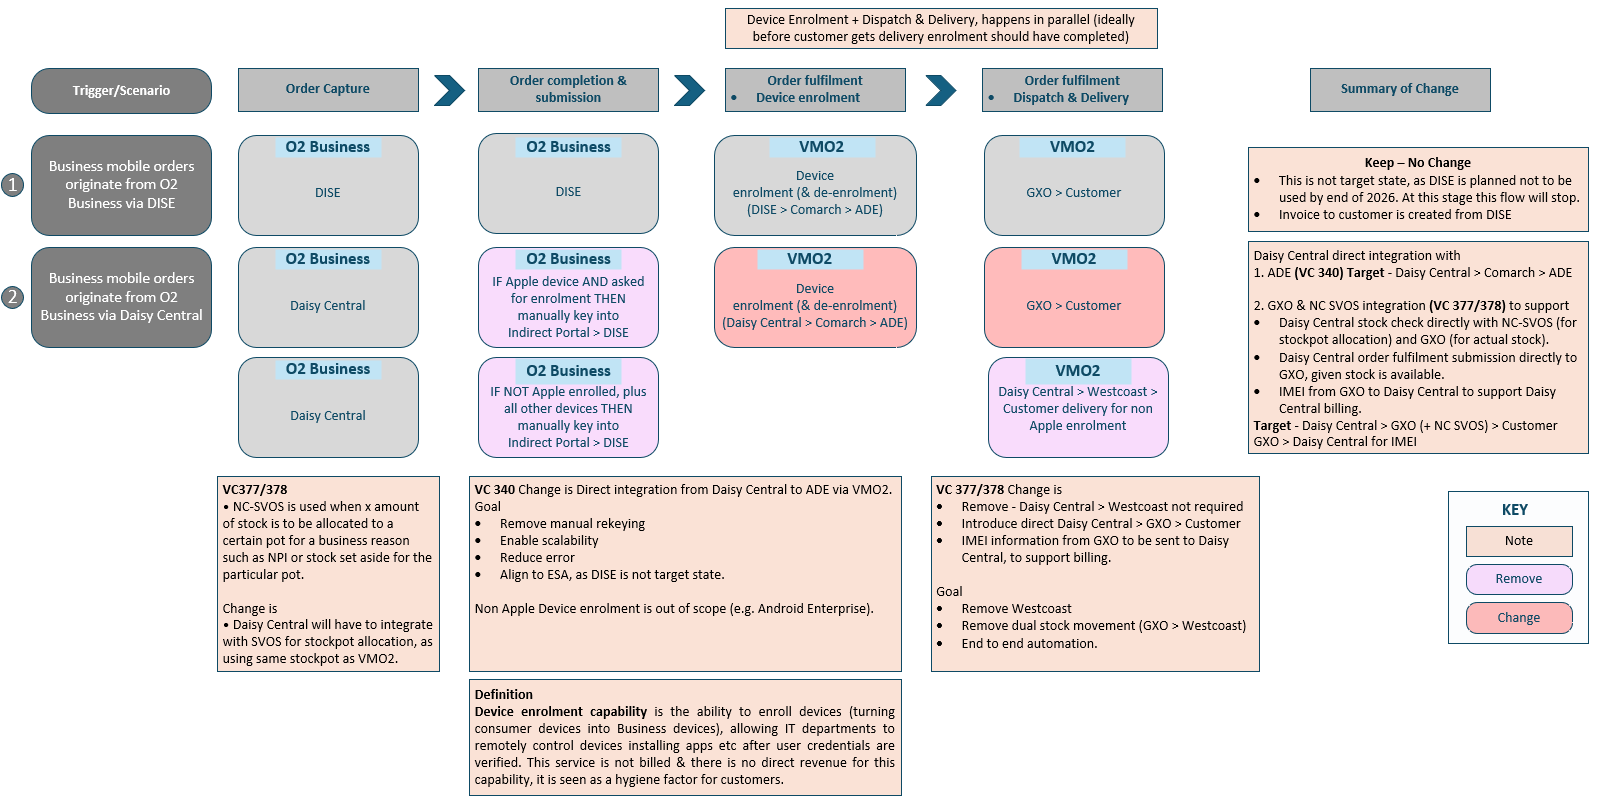 Device Enrolment + Dispatch & Delivery, happens in parallel (ideally
before customer gets delivery enrolment should have completed)
Trigger/Scenario
Order Capture
Order completion &
submission
Order fulfilment
• Device enrolment
Order fulfilment
• Dispatch & Delivery
Summary of Change
1
Business mobile orders
originate from O2
Business via DISE
O2 Business
DISE
O2 Business
DISE
VMO2
Device
enrolment (& de-enrolment)
(DISE > Comarch > ADE)
VMO2
GXO > Customer
Keep – No Change
• This is not target state, as DISE is planned not to be
used by end of 2026. At this stage this flow will stop.
• Invoice to customer is created from DISE
2
Business mobile orders
originate from O2
Business via Daisy Central
O2 Business
Daisy Central
O2 Business
IF Apple device AND asked
for enrolment THEN
manually key into
Indirect Portal > DISE
VMO2
Device
enrolment (& de-enrolment)
(Daisy Central > Comarch > ADE)
VMO2
GXO > Customer
O2 Business
Daisy Central
O2 Business
IF NOT Apple enrolled, plus
all other devices THEN
manually key into
Indirect Portal > DISE
VMO2
Daisy Central > Westcoast >
Customer delivery for non
Apple enrolment
Daisy Central direct integration with
1. ADE (VC 340) Target - Daisy Central > Comarch > ADE
2. GXO & NC SVOS integration (VC 377/378) to support
• Daisy Central stock check directly with NC-SVOS (for
stockpot allocation) and GXO (for actual stock).
• Daisy Central order fulfilment submission directly to
GXO, given stock is available.
• IMEI from GXO to Daisy Central to support Daisy
Central billing.
Target - Daisy Central > GXO (+ NC SVOS) > Customer
GXO > Daisy Central for IMEI
VC377/378
• NC-SVOS is used when x amount
of stock is to be allocated to a
certain pot for a business reason
such as NPI or stock set aside for the
particular pot.
Change is
• Daisy Central will have to integrate
with SVOS for stockpot allocation, as
using same stockpot as VMO2.
VC 340 Change is Direct integration from Daisy Central to ADE via VMO2.
Goal
• Remove manual rekeying
• Enable scalability
• Reduce error
• Align to ESA, as DISE is not target state.
Non Apple Device enrolment is out of scope (e.g. Android Enterprise).
VC 377/378 Change is
• Remove - Daisy Central > Westcoast not required
• Introduce direct Daisy Central > GXO > Customer
• IMEI information from GXO to be sent to Daisy
Central, to support billing.
Goal
• Remove Westcoast
• Remove dual stock movement (GXO > Westcoast)
• End to end automation.
KEY
Note
Remove
Change
Definition
Device enrolment capability is the ability to enroll devices (turning
consumer devices into Business devices), allowing IT departments to
remotely control devices installing apps etc after user credentials are
verified. This service is not billed & there is no direct revenue for this
capability, it is seen as a hygiene factor for customers.